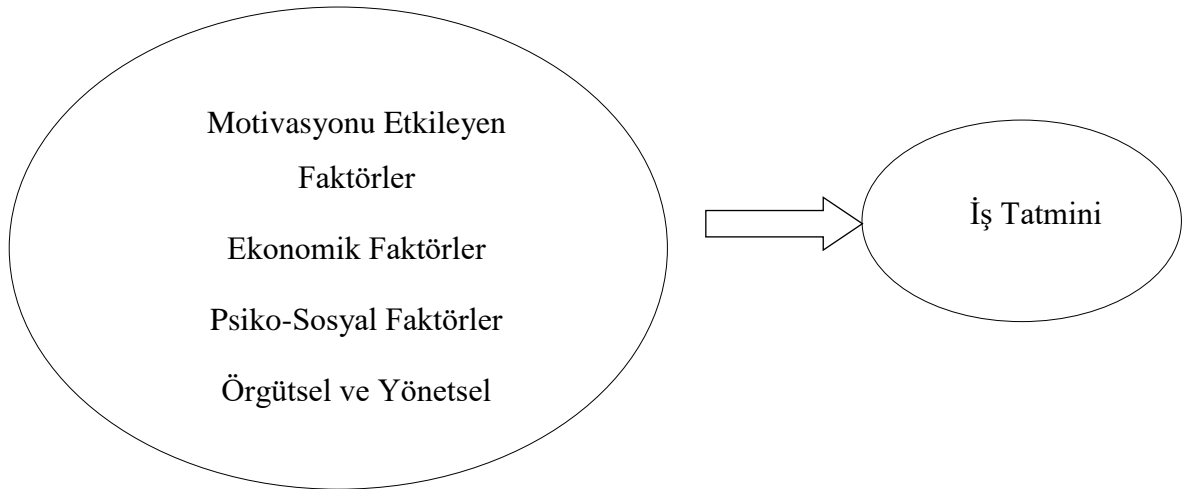 Motivasyonu Etkileyen
Faktörler
Ekonomik Faktörler
Psiko-Sosyal Faktörler
Örgütsel ve Yönetsel
İş Tatmini